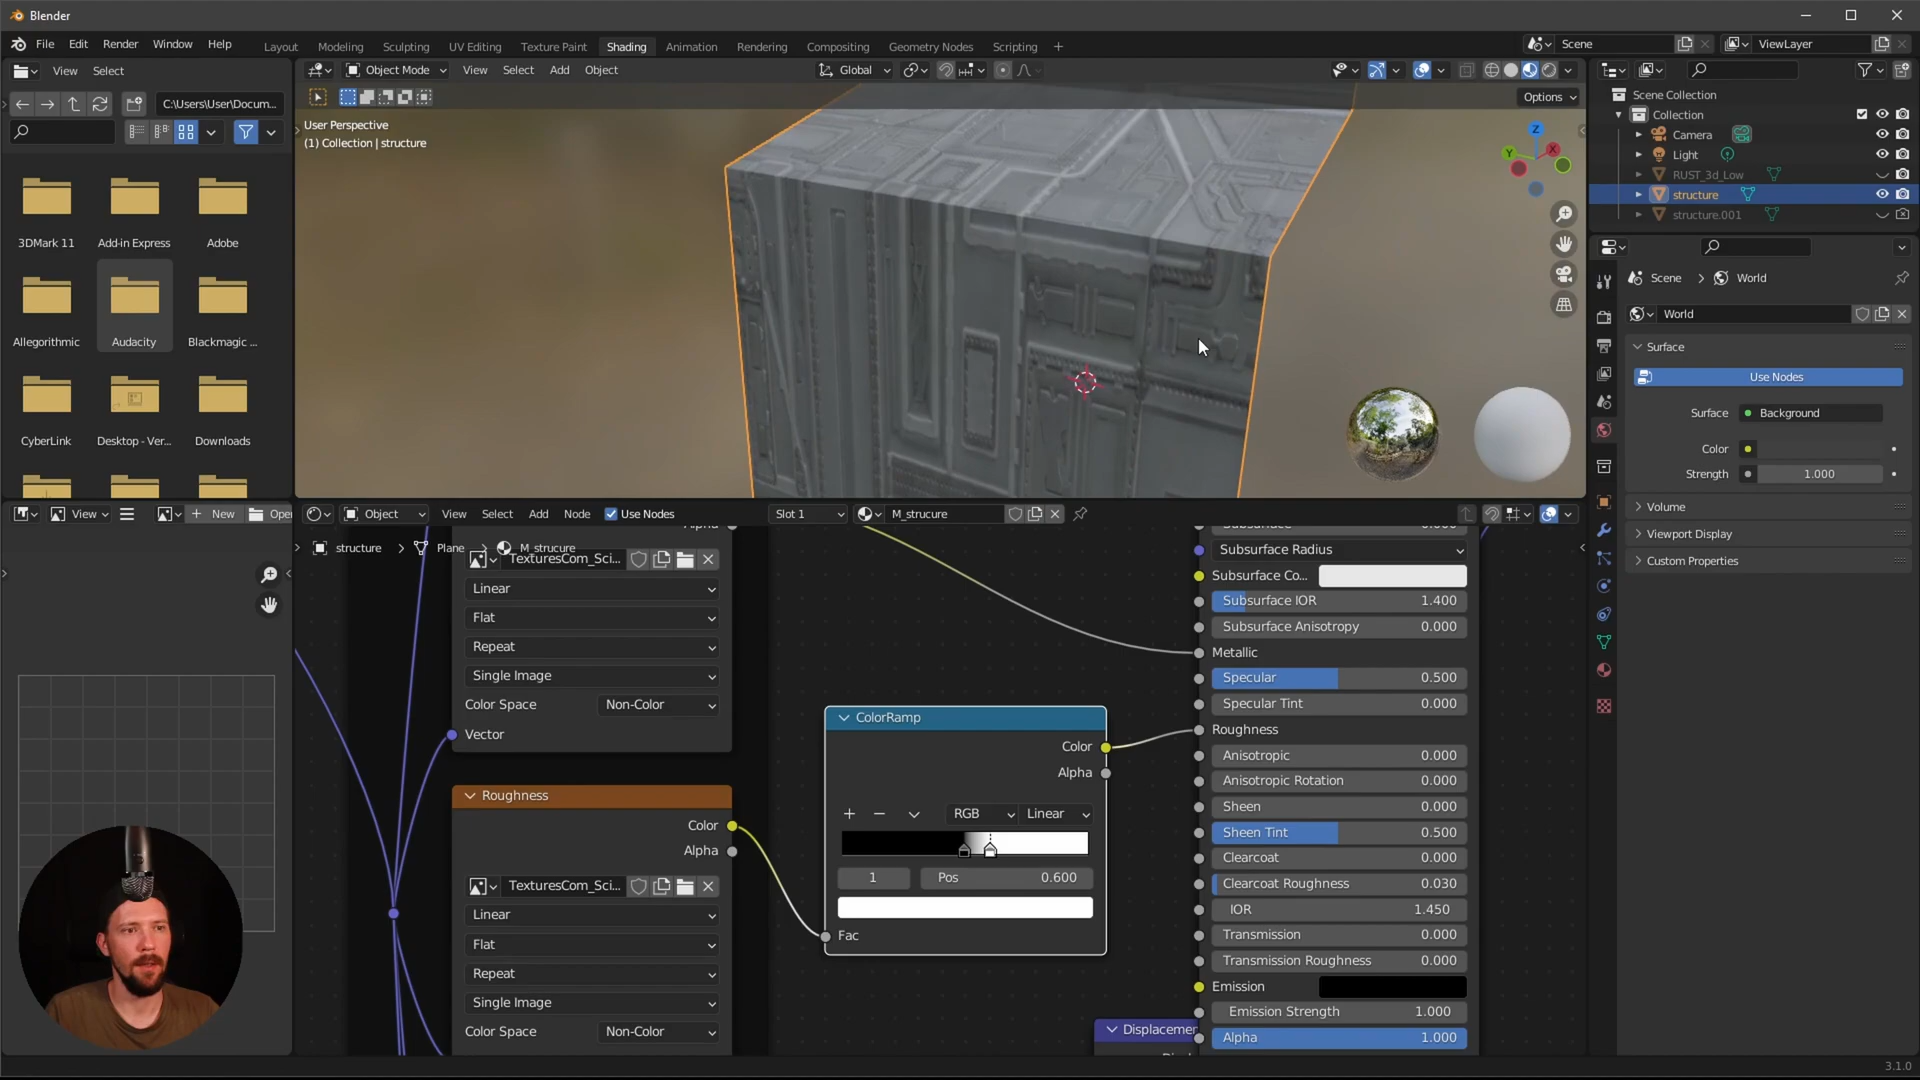 Blender
File Edit Render Window Help
Layout Modeling Sculpting UV Editing Texture Paint Shading Animation Rendering Compositing Geometry Nodes Scripting +
Scene
ViewLayer
View Select
Object Mode View Select Add Object
Global
C:\Users\User\Docum...
Options
3DMark 11
Add-in Express
Adobe
Allegorithmic
Audacity
Blackmagic ...
CyberLink
Desktop - Ver...
Downloads
User Perspective
(1) Collection | structure
Z
Y
X
Scene Collection
Collection
Camera
Light
RUST_3d_Low
structure
structure.001
Scene > World
World
Surface
Use Nodes
Surface Background
Color
Strength 1.000
Volume
Viewport Display
Custom Properties
View
+ New
Open
Object View Select Add Node Use Nodes
Slot 1
M_strucure
structure > Plane > M_strucure
Alpha
TexturesCom_Sci...
Linear
Flat
Repeat
Single Image
Color Space Non-Color
Vector
Roughness
Color
Alpha
TexturesCom_Sci...
Linear
Flat
Repeat
Single Image
Color Space Non-Color
ColorRamp
Color
Alpha
+ − RGB Linear
1 Pos 0.600
Fac
Displacemen
Subsurface 0.000
Subsurface Radius
Subsurface Co...
Subsurface IOR 1.400
Subsurface Anisotropy 0.000
Metallic
Specular 0.500
Specular Tint 0.000
Roughness
Anisotropic 0.000
Anisotropic Rotation 0.000
Sheen 0.000
Sheen Tint 0.500
Clearcoat 0.000
Clearcoat Roughness 0.030
IOR 1.450
Transmission 0.000
Transmission Roughness 0.000
Emission
Emission Strength 1.000
Alpha 1.000
3.1.0